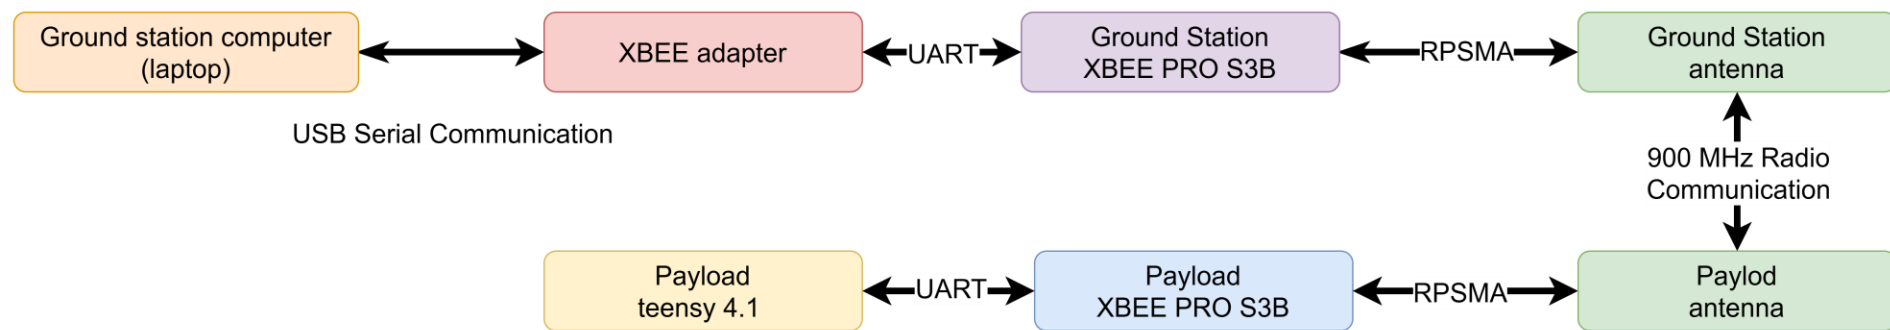 Ground station computer
(laptop)
XBEE adapter
UART
Ground Station
XBEE PRO S3B
RPSMA
Ground Station
antenna
USB Serial Communication
900 MHz Radio
Communication
Payload
teensy 4.1
UART
Payload
XBEE PRO S3B
RPSMA
Paylod
antenna